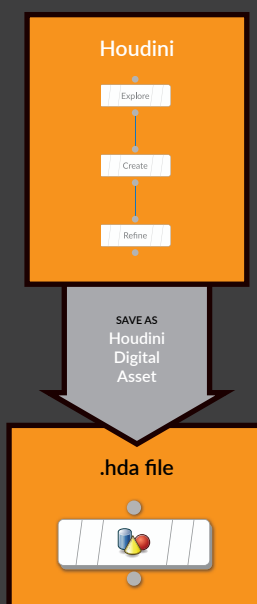 Houdini
Explore
Create
Refine
SAVE AS
Houdini
Digital
Asset
.hda file